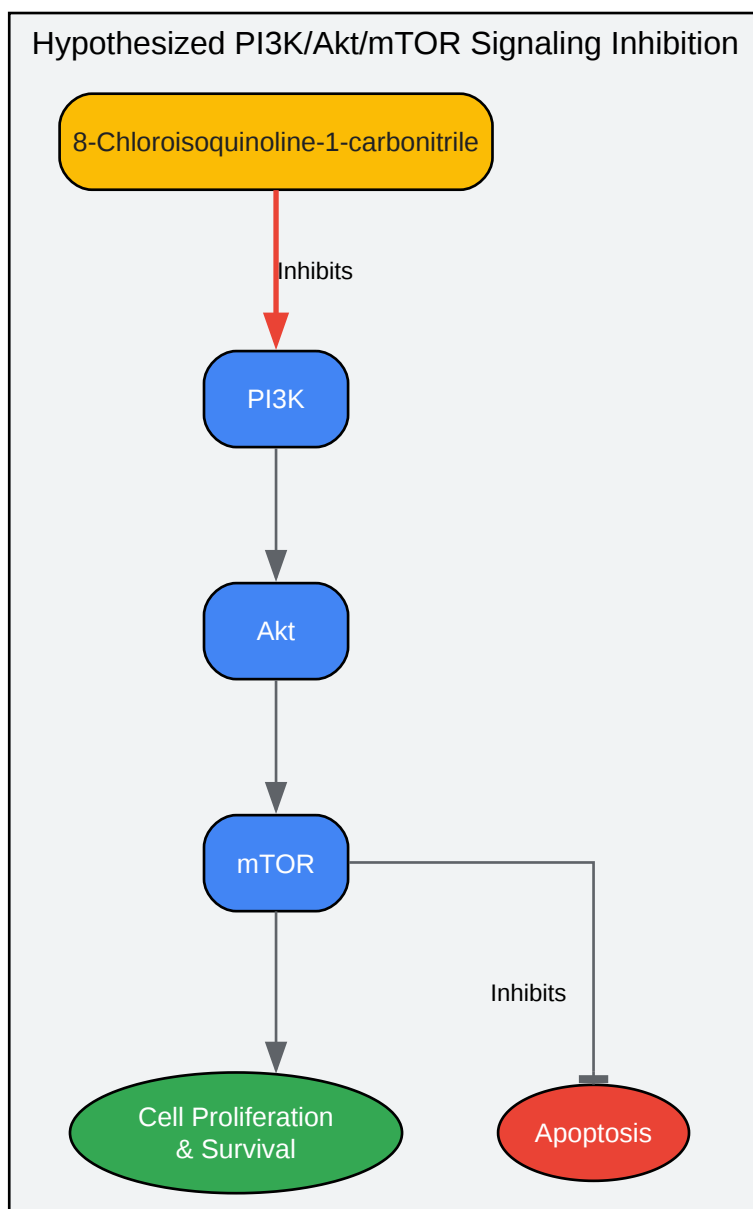 Hypothesized PI3K/Akt/mTOR Signaling Inhibition
8-Chloroisoquinoline-1-carbonitrile
Inhibits
PI3K
Akt
mTOR
Inhibits
Cell Proliferation
& Survival
Apoptosis